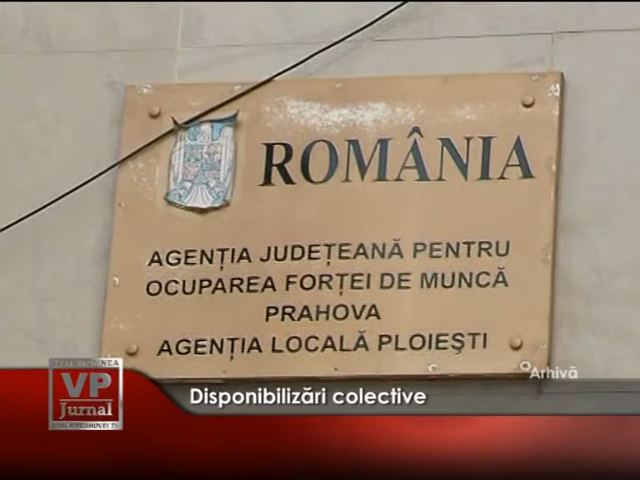 ROMÂNIA
AGENȚIA JUDEȚEANĂ PENTRU
OCUPAREA FORȚEI DE MUNCĂ
PRAHOVA
AGENȚIA LOCALĂ PLOIEȘTI
Arhivă
VP
Jurnal
Disponibilizări colective